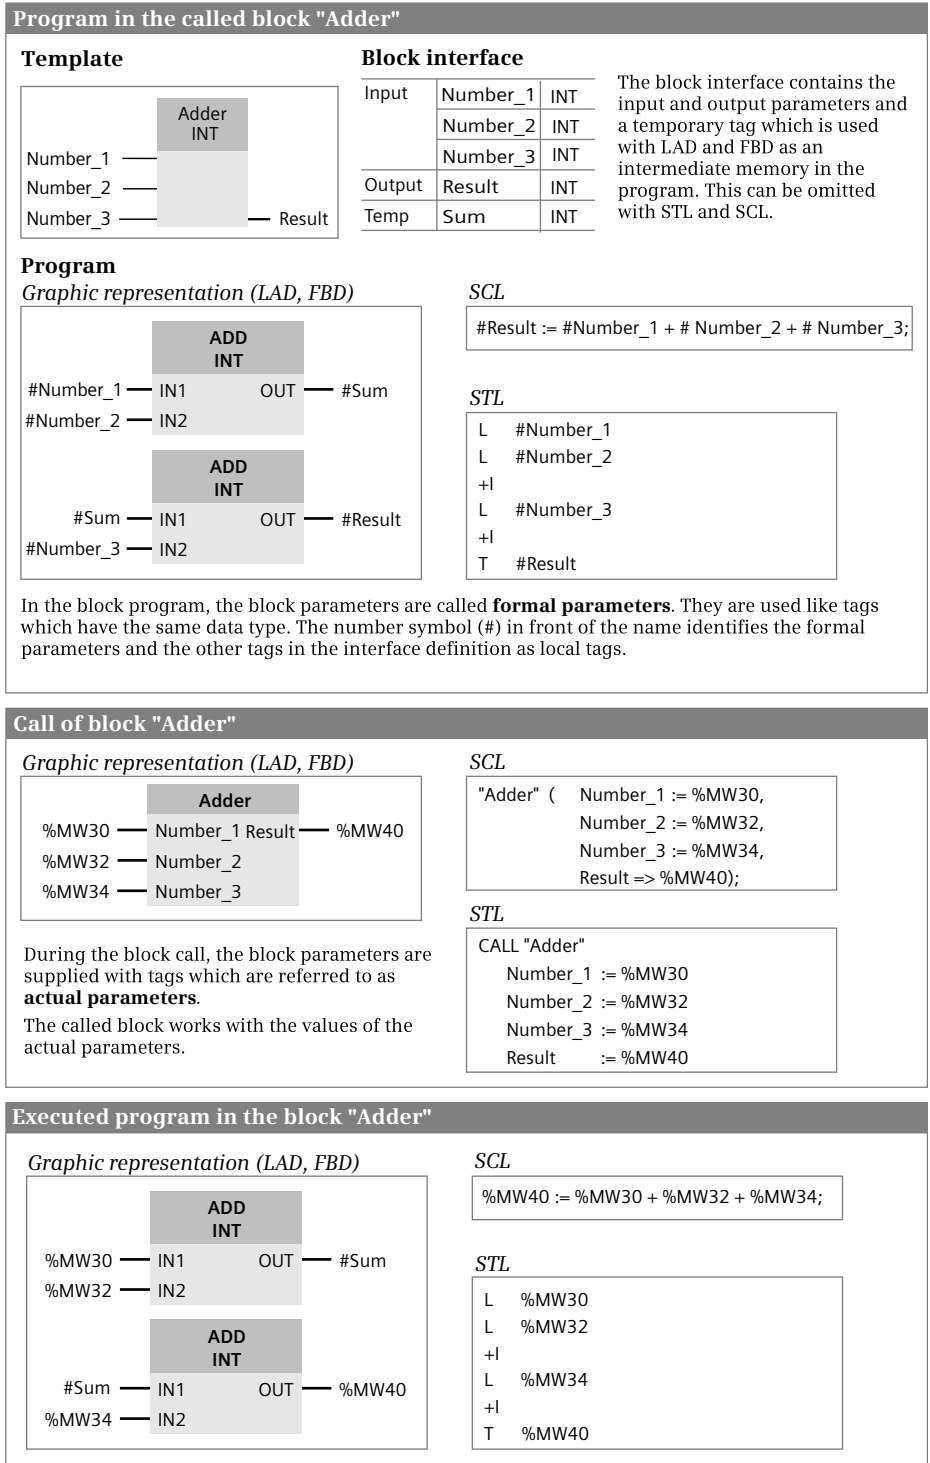 Program in the called block "Adder"
Template
Adder
INT
Number_1
Number_2
Number_3
Result
Block interface
Input Number_1 INT
Number_2 INT
Number_3 INT
Output Result INT
Temp Sum INT
The block interface contains the
input and output parameters and
a temporary tag which is used
with LAD and FBD as an
intermediate memory in the
program. This can be omitted
with STL and SCL.
Program
Graphic representation (LAD, FBD)
ADD
INT
#Number_1 IN1 OUT #Sum
#Number_2 IN2
ADD
INT
#Sum IN1 OUT #Result
#Number_3 IN2
SCL
#Result := #Number_1 + # Number_2 + # Number_3;
STL
L #Number_1
L #Number_2
+I
L #Number_3
+I
T #Result
In the block program, the block parameters are called formal parameters. They are used like tags
which have the same data type. The number symbol (#) in front of the name identifies the formal
parameters and the other tags in the interface definition as local tags.
Call of block "Adder"
Graphic representation (LAD, FBD)
Adder
%MW30 Number_1 Result %MW40
%MW32 Number_2
%MW34 Number_3
During the block call, the block parameters are
supplied with tags which are referred to as
actual parameters.
The called block works with the values of the
actual parameters.
SCL
"Adder" ( Number_1 := %MW30,
Number_2 := %MW32,
Number_3 := %MW34,
Result => %MW40);
STL
CALL "Adder"
Number_1 := %MW30
Number_2 := %MW32
Number_3 := %MW34
Result := %MW40
Executed program in the block "Adder"
Graphic representation (LAD, FBD)
ADD
INT
%MW30 IN1 OUT #Sum
%MW32 IN2
ADD
INT
#Sum IN1 OUT %MW40
%MW34 IN2
SCL
%MW40 := %MW30 + %MW32 + %MW34;
STL
L %MW30
L %MW32
+I
L %MW34
+I
T %MW40